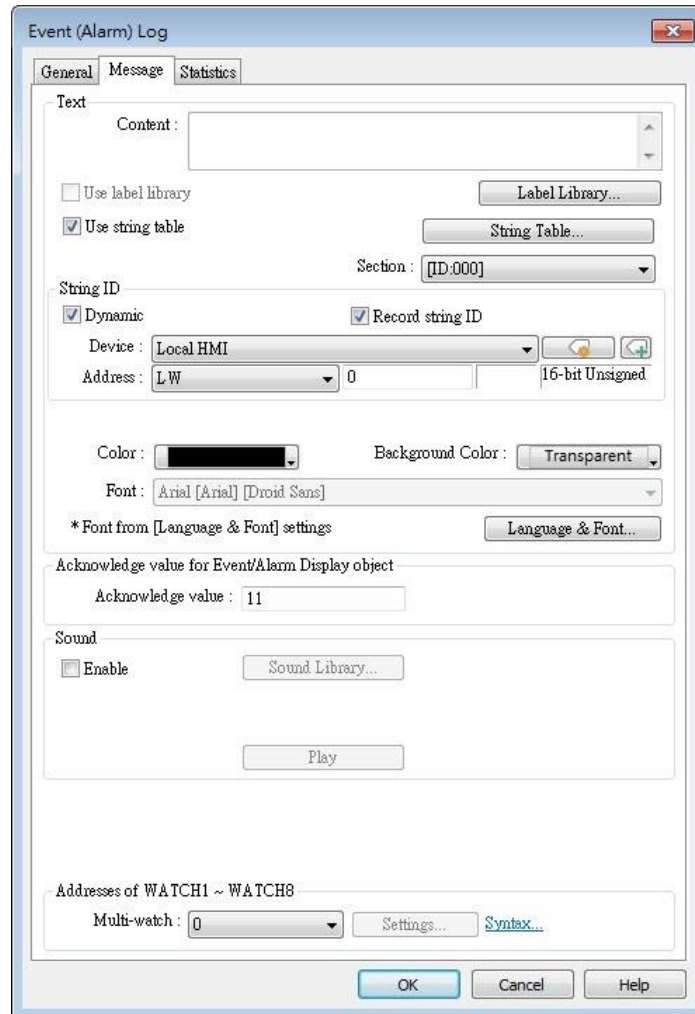 Event (Alarm) Log
General Message Statistics
Text
Content :
Use label library Label Library...
Use string table String Table...
Section : [ID:000]
String ID
Dynamic Record string ID
Device : Local HMI
Address : LW 0 16-bit Unsigned
Color : Background Color : Transparent
Font : Arial [Arial] [Droid Sans]
* Font from [Language & Font] settings Language & Font...
Acknowledge value for Event/Alarm Display object
Acknowledge value : 11
Sound
Enable Sound Library...
Play
Addresses of WATCH1 ~ WATCH8
Multi-watch : 0 Settings... Syntax...
OK Cancel Help